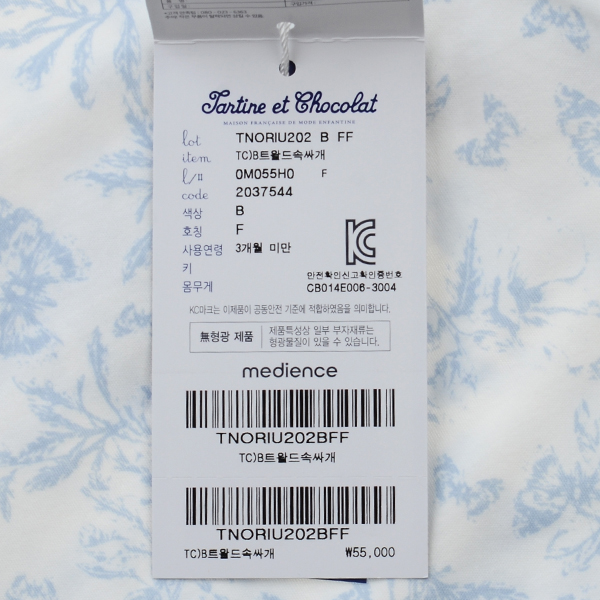 Tartine et Chocolat
MAISON FRANÇAISE DE MODE ENFANTINE
lot TNORIU202 B FF
item TC)B트왈드속싸개
l/# 0M055H0 F
code 2037544
색상 B
호칭 F
사용연령 3개월 미만
키
몸무게
안전확인신고확인증번호
CB014E006-3004
KC마크는 이제품이 공통안전 기준에 적합하였음을 의미합니다.
無형광 제품
제품특성상 일부 부자재류는
형광물질이 있을 수 있습니다.
medience
TNORIU202BFF
TC)B트왈드속싸개
TNORIU202BFF
TC)B트왈드속싸개 ₩55,000